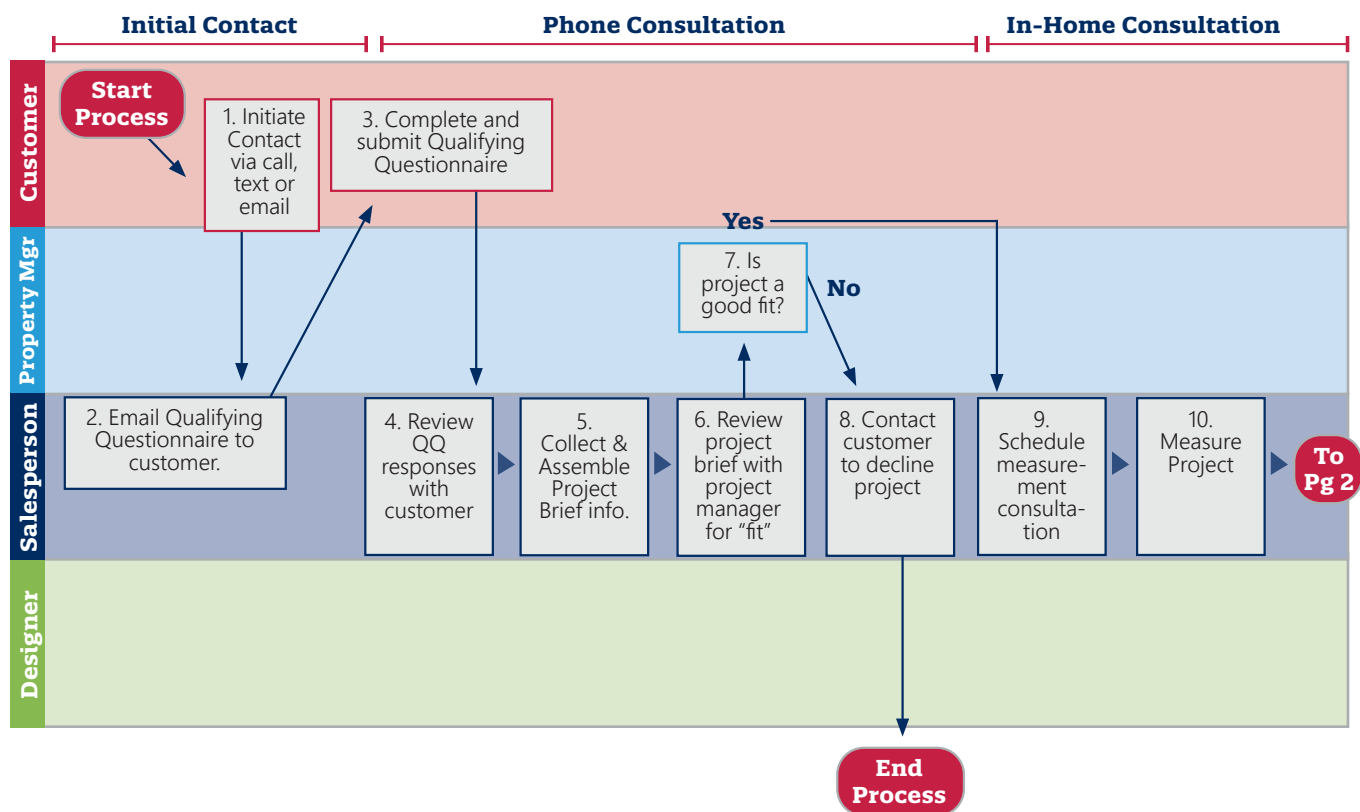 Initial Contact
Phone Consultation
In-Home Consultation
Customer
Start
Process
1. Initiate
Contact
via call,
text or
email
3. Complete and
submit Qualifying
Questionnaire
Yes
Property Mgr
7. Is
project a
good fit?
No
Salesperson
2. Email Qualifying
Questionnaire to
customer.
4. Review
QQ
responses
with
customer
5.
Collect &
Assemble
Project
Brief info.
6. Review
project
brief with
project
manager
for “fit”
8. Contact
customer
to decline
project
9.
Schedule
measure-
ment
consulta-
tion
10.
Measure
Project
To
Pg 2
Designer
End
Process